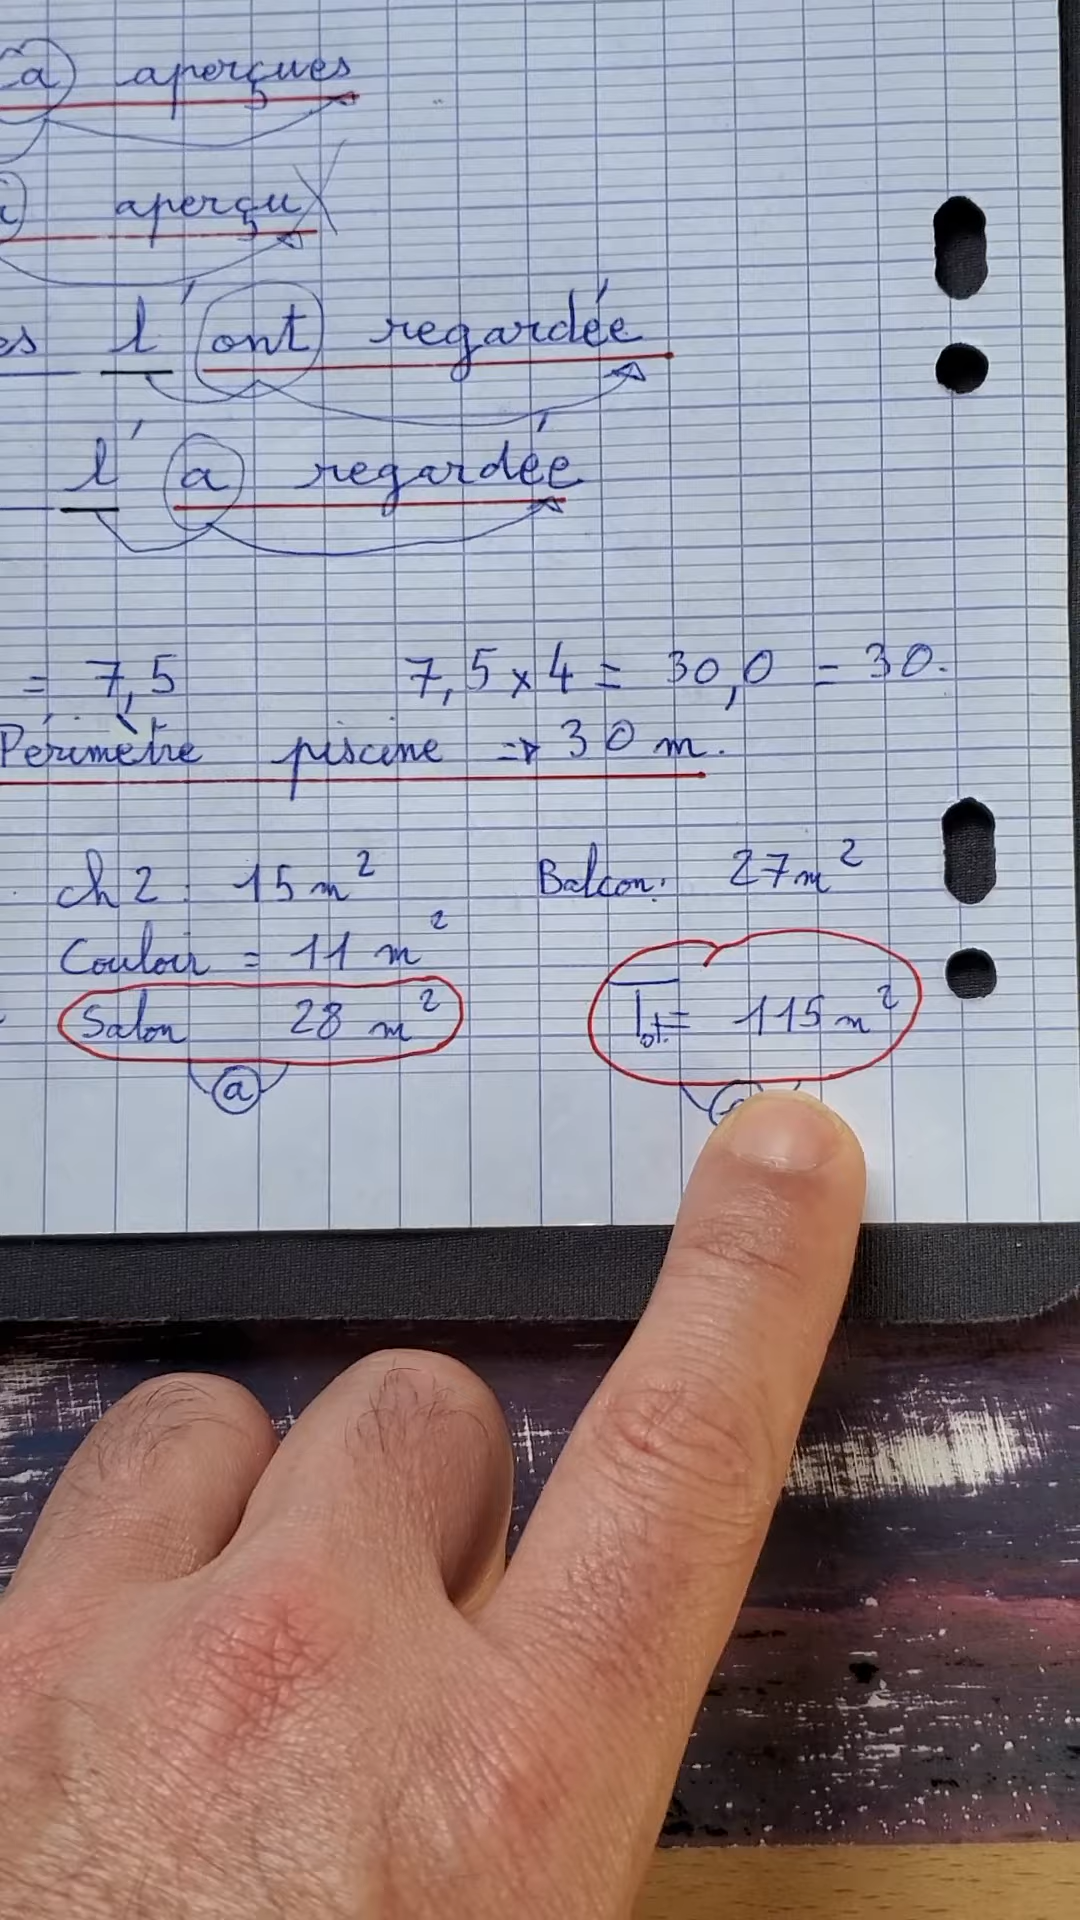 a aperçues
aperçu
l' ont regardée
l' a regardée
= 7,5 7,5 x 4 = 30,0 = 30.
Périmètre piscine => 30 m.
ch 2 : 15 m² Balcon: 27 m²
Couloir = 11 m²
Salon 28 m² Tot. = 115 m²
a